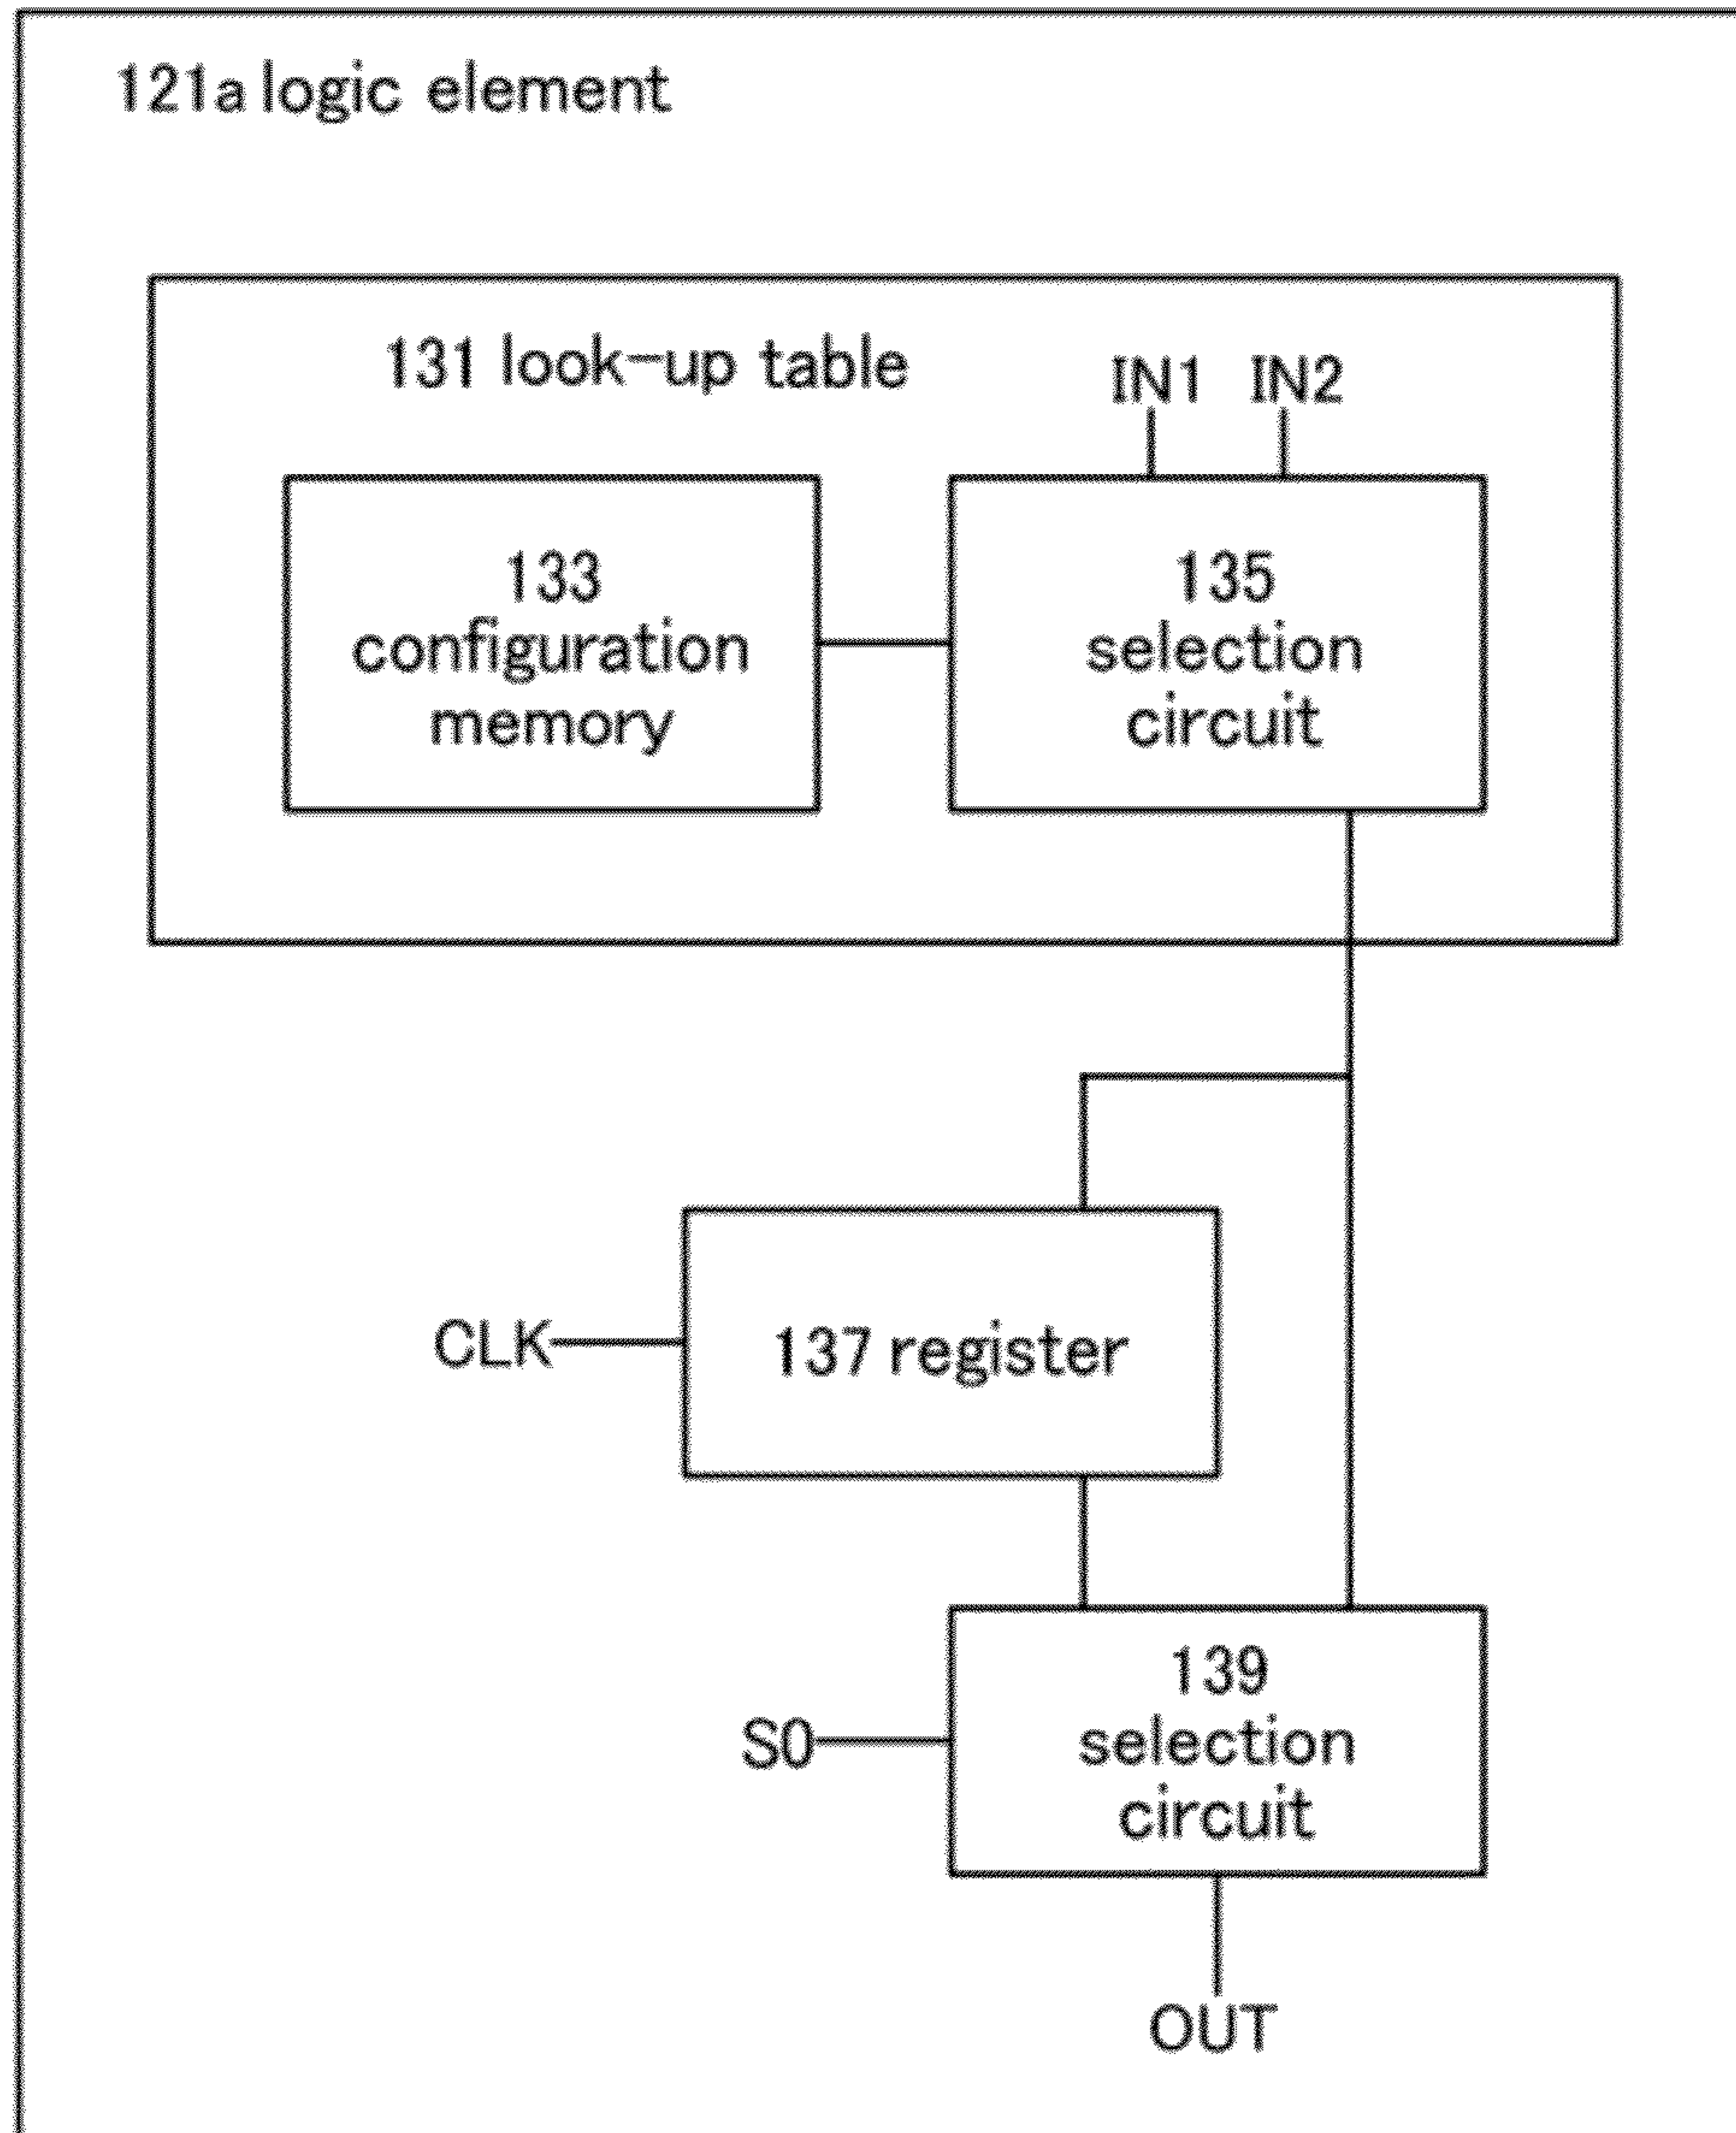 121a logic element
131 look-up table
IN1 IN2
133
configuration
memory
135
selection
circuit
CLK
137 register
139
selection
circuit
S0
OUT